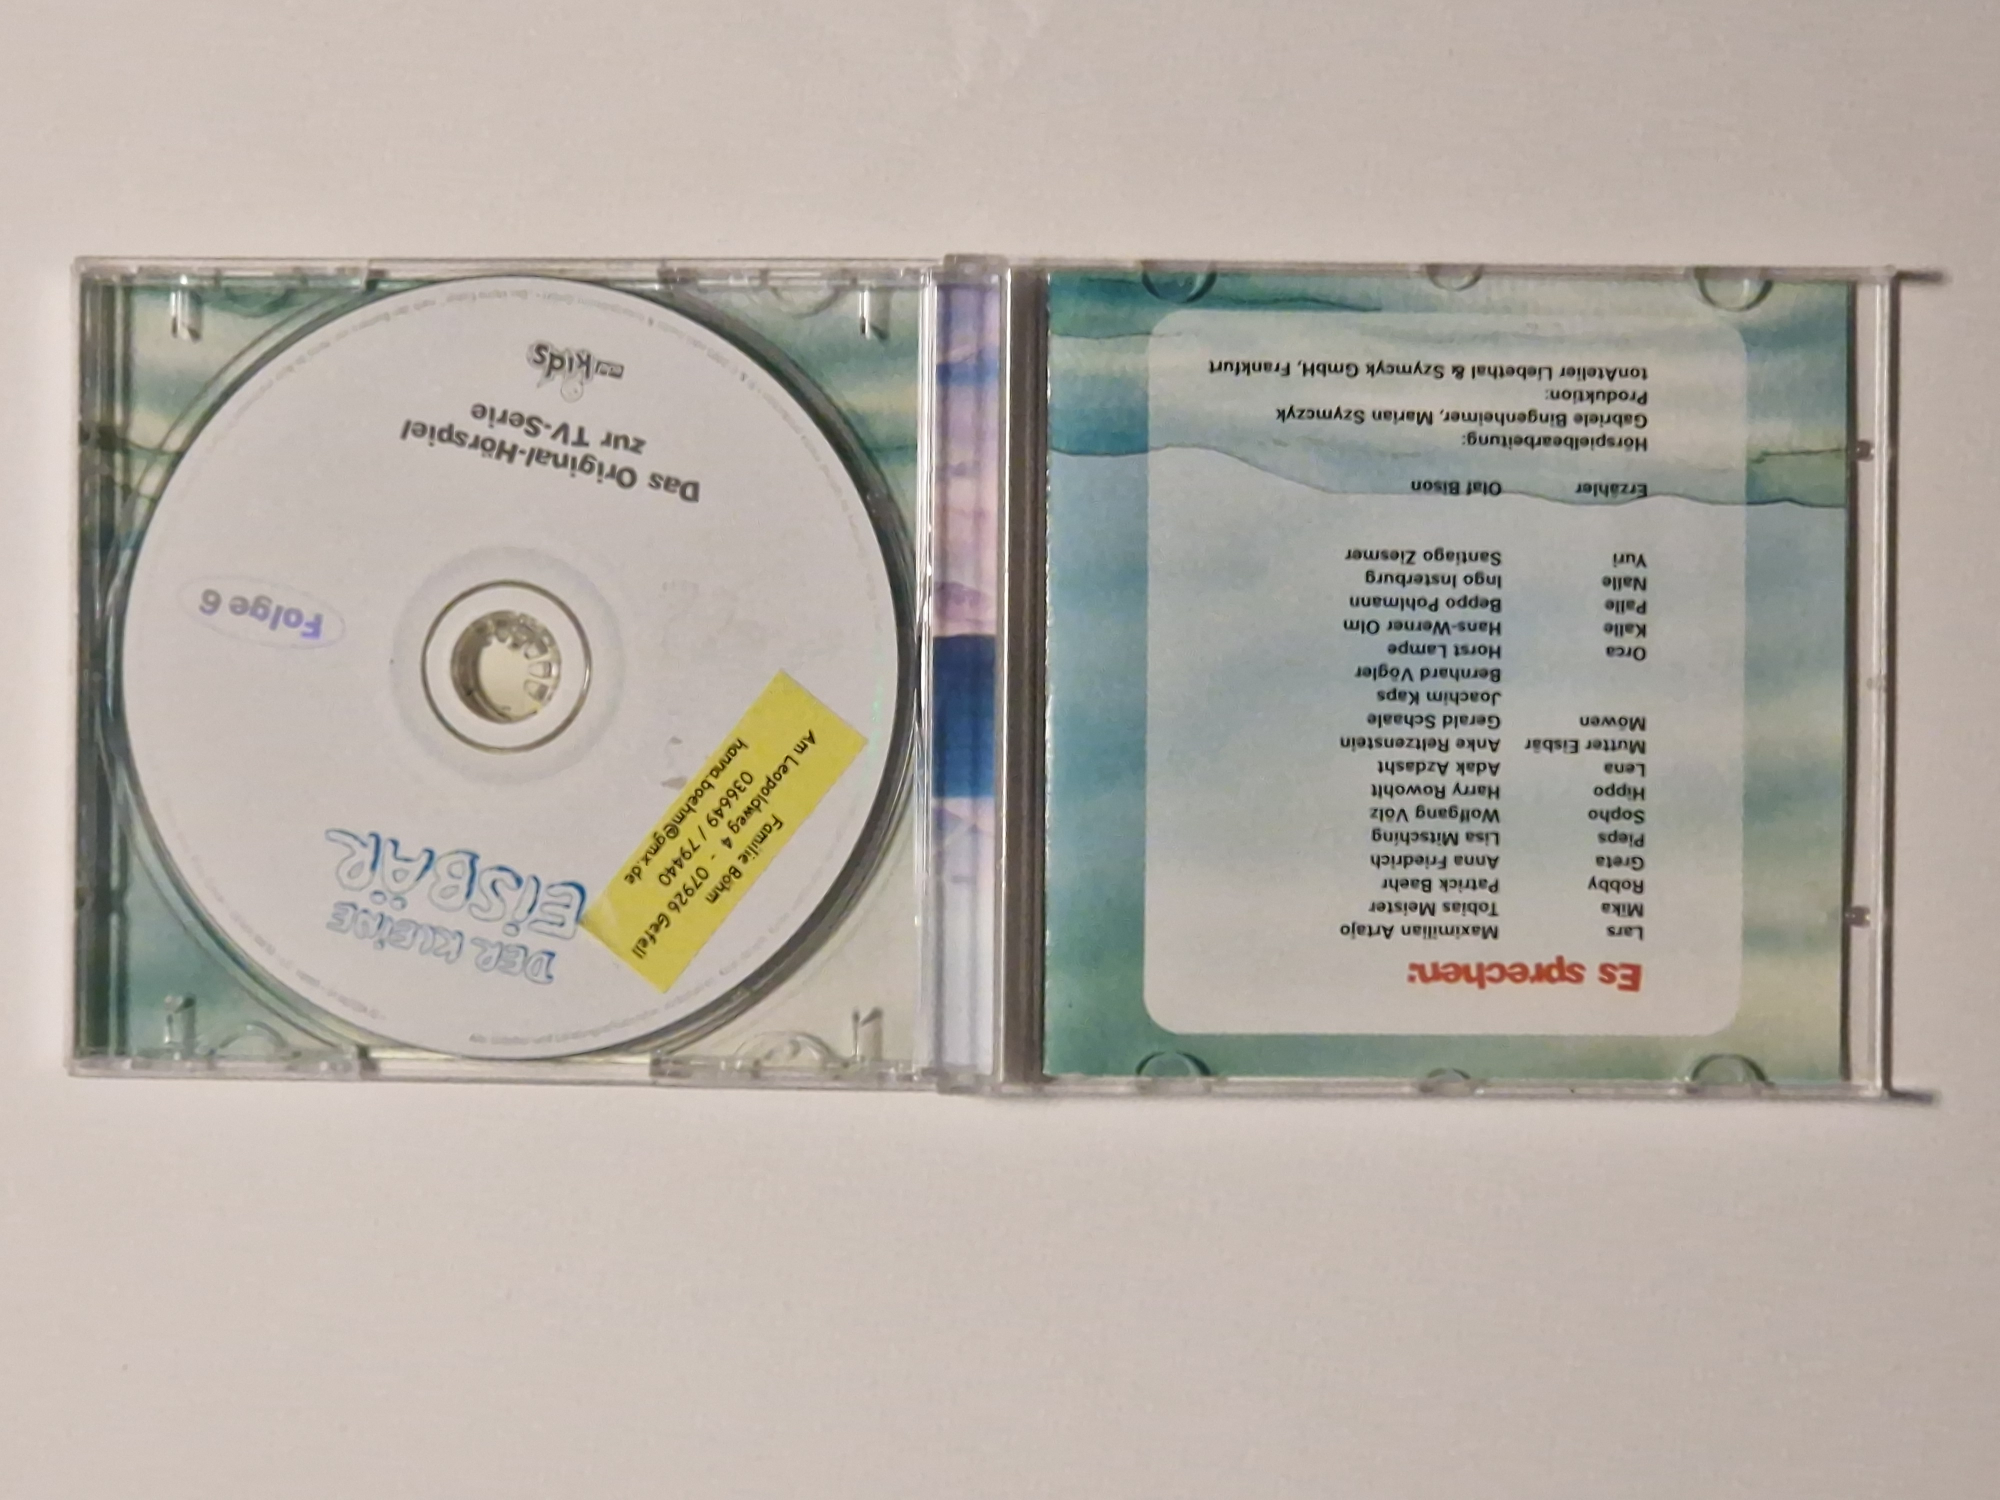 Es sprechen:
Lars Maximilian Artajo
Mika Tobias Meister
Robby Patrick Baehr
Greta Anna Friedrich
Pieps Lisa Mitsching
Sopho Wolfgang Völz
Hippo Harry Rowohlt
Lena Adak Azdasht
Mutter Eisbär Anke Reitzenstein
Möwen Gerald Schaale
Joachim Kaps
Bernhard Vögler
Orca Horst Lampe
Kalle Hans-Werner Olm
Palle Beppo Pohlmann
Nalle Ingo Insterburg
Yuri Santiago Ziesmer
Erzähler Olaf Bison
Hörspielbearbeitung:
Gabriele Bingenheimer, Marian Szymczyk
Produktion:
tonAtelier Liebethal & Szymcyk GmbH, Frankfurt
DER KLEINE
EISBÄR
Familie Böhm
Am Leopoldweg 4 - 07926 Gefell
036649 / 79440
hanna.boehm@gmx.de
Folge 6
Das Original-Hörspiel
zur TV-Serie
kids